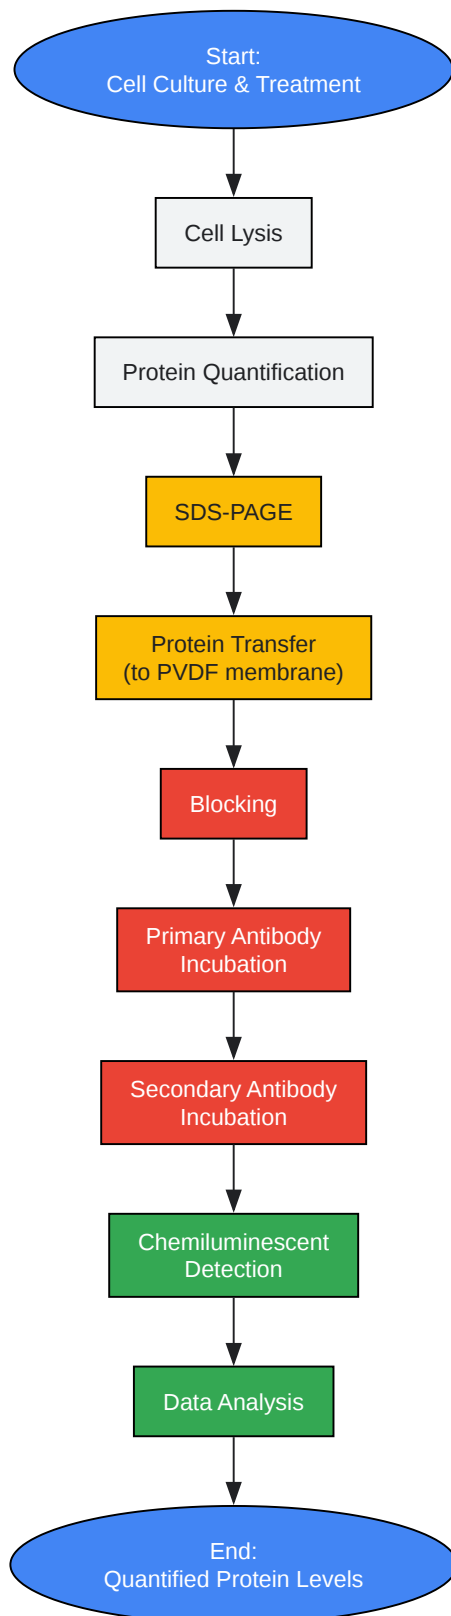 Start:
Cell Culture & Treatment
Cell Lysis
Protein Quantification
SDS-PAGE
Protein Transfer
(to PVDF membrane)
Blocking
Primary Antibody
Incubation
Secondary Antibody
Incubation
Chemiluminescent
Detection
Data Analysis
End:
Quantified Protein Levels